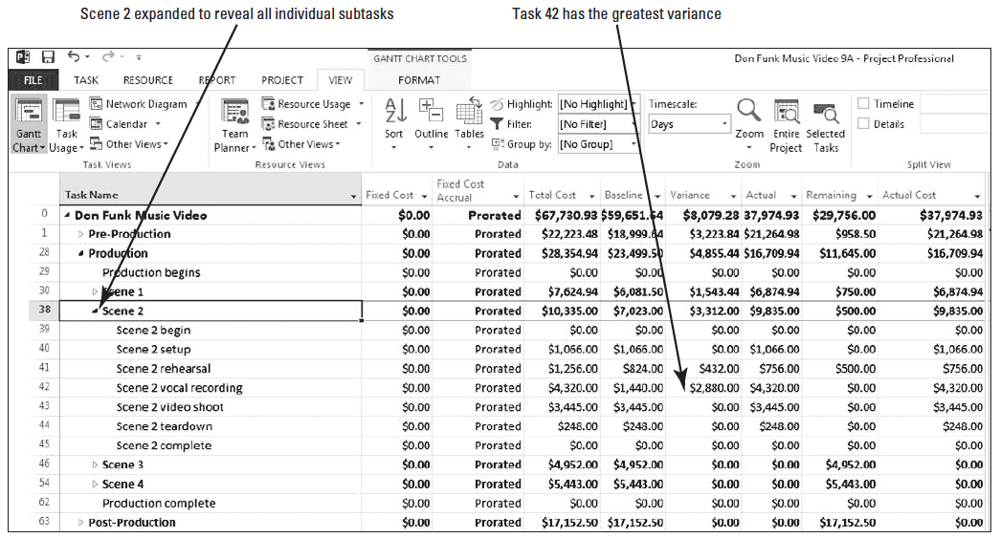 Scene 2 expanded to reveal all individual subtasks
Task 42 has the greatest variance
GANTT CHART TOOLS
Don Funk Music Video 9A - Project Professional
FILE TASK RESOURCE REPORT PROJECT VIEW FORMAT
Network Diagram Resource Usage Highlight: [No Highlight] Timescale: Timeline
Calendar Resource Sheet Filter: [No Filter] Days Details
Gantt Chart Task Usage Other Views Team Planner Other Views Sort Outline Tables Group by: [No Group] Zoom Entire Project Selected Tasks
Task Views Resource Views Data Zoom Split View
Task Name Fixed Cost Fixed Cost Accrual Total Cost Baseline Variance Actual Remaining Actual Cost
0 Don Funk Music Video $0.00 Prorated $67,730.93 $59,651.64 $8,079.28 37,974.93 $29,756.00 $37,974.93
1 Pre-Production $0.00 Prorated $22,223.48 $18,999.64 $3,223.84 $21,264.98 $958.50 $21,264.98
28 Production $0.00 Prorated $28,354.94 $23,499.50 $4,855.44 $16,709.94 $11,645.00 $16,709.94
29 Production begins $0.00 Prorated $0.00 $0.00 $0.00 $0.00 $0.00 $0.00
30 Scene 1 $0.00 Prorated $7,624.94 $6,081.50 $1,543.44 $6,874.94 $750.00 $6,874.94
38 Scene 2 $0.00 Prorated $10,335.00 $7,023.00 $3,312.00 $9,835.00 $500.00 $9,835.00
39 Scene 2 begin $0.00 Prorated $0.00 $0.00 $0.00 $0.00 $0.00 $0.00
40 Scene 2 setup $0.00 Prorated $1,066.00 $1,066.00 $0.00 $1,066.00 $0.00 $1,066.00
41 Scene 2 rehearsal $0.00 Prorated $1,256.00 $824.00 $432.00 $756.00 $500.00 $756.00
42 Scene 2 vocal recording $0.00 Prorated $4,320.00 $1,440.00 $2,880.00 $4,320.00 $0.00 $4,320.00
43 Scene 2 video shoot $0.00 Prorated $3,445.00 $3,445.00 $0.00 $3,445.00 $0.00 $3,445.00
44 Scene 2 teardown $0.00 Prorated $248.00 $248.00 $0.00 $248.00 $0.00 $248.00
45 Scene 2 complete $0.00 Prorated $0.00 $0.00 $0.00 $0.00 $0.00 $0.00
46 Scene 3 $0.00 Prorated $4,952.00 $4,952.00 $0.00 $0.00 $4,952.00 $0.00
54 Scene 4 $0.00 Prorated $5,443.00 $5,443.00 $0.00 $0.00 $5,443.00 $0.00
62 Production complete $0.00 Prorated $0.00 $0.00 $0.00 $0.00 $0.00 $0.00
63 Post-Production $0.00 Prorated $17,152.50 $17,152.50 $0.00 $0.00 $17,152.50 $0.00